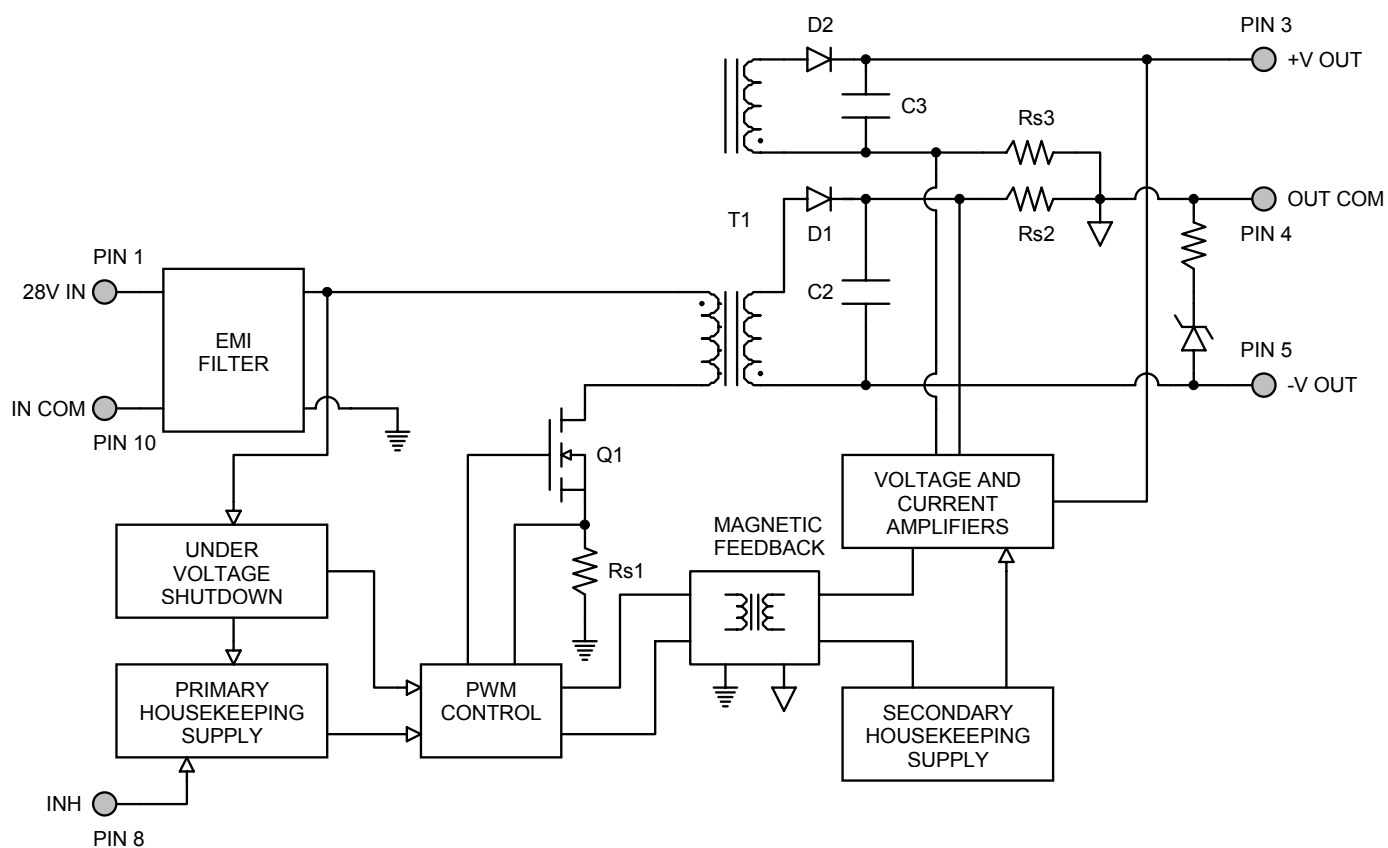 D2
PIN 3
+V OUT
C3
Rs3
T1
D1
Rs2
OUT COM
PIN 4
PIN 1
28V IN
EMI
FILTER
C2
PIN 5
-V OUT
IN COM
PIN 10
Q1
VOLTAGE AND
CURRENT
AMPLIFIERS
UNDER
VOLTAGE
SHUTDOWN
MAGNETIC
FEEDBACK
Rs1
PRIMARY
HOUSEKEEPING
SUPPLY
PWM
CONTROL
SECONDARY
HOUSEKEEPING
SUPPLY
INH
PIN 8